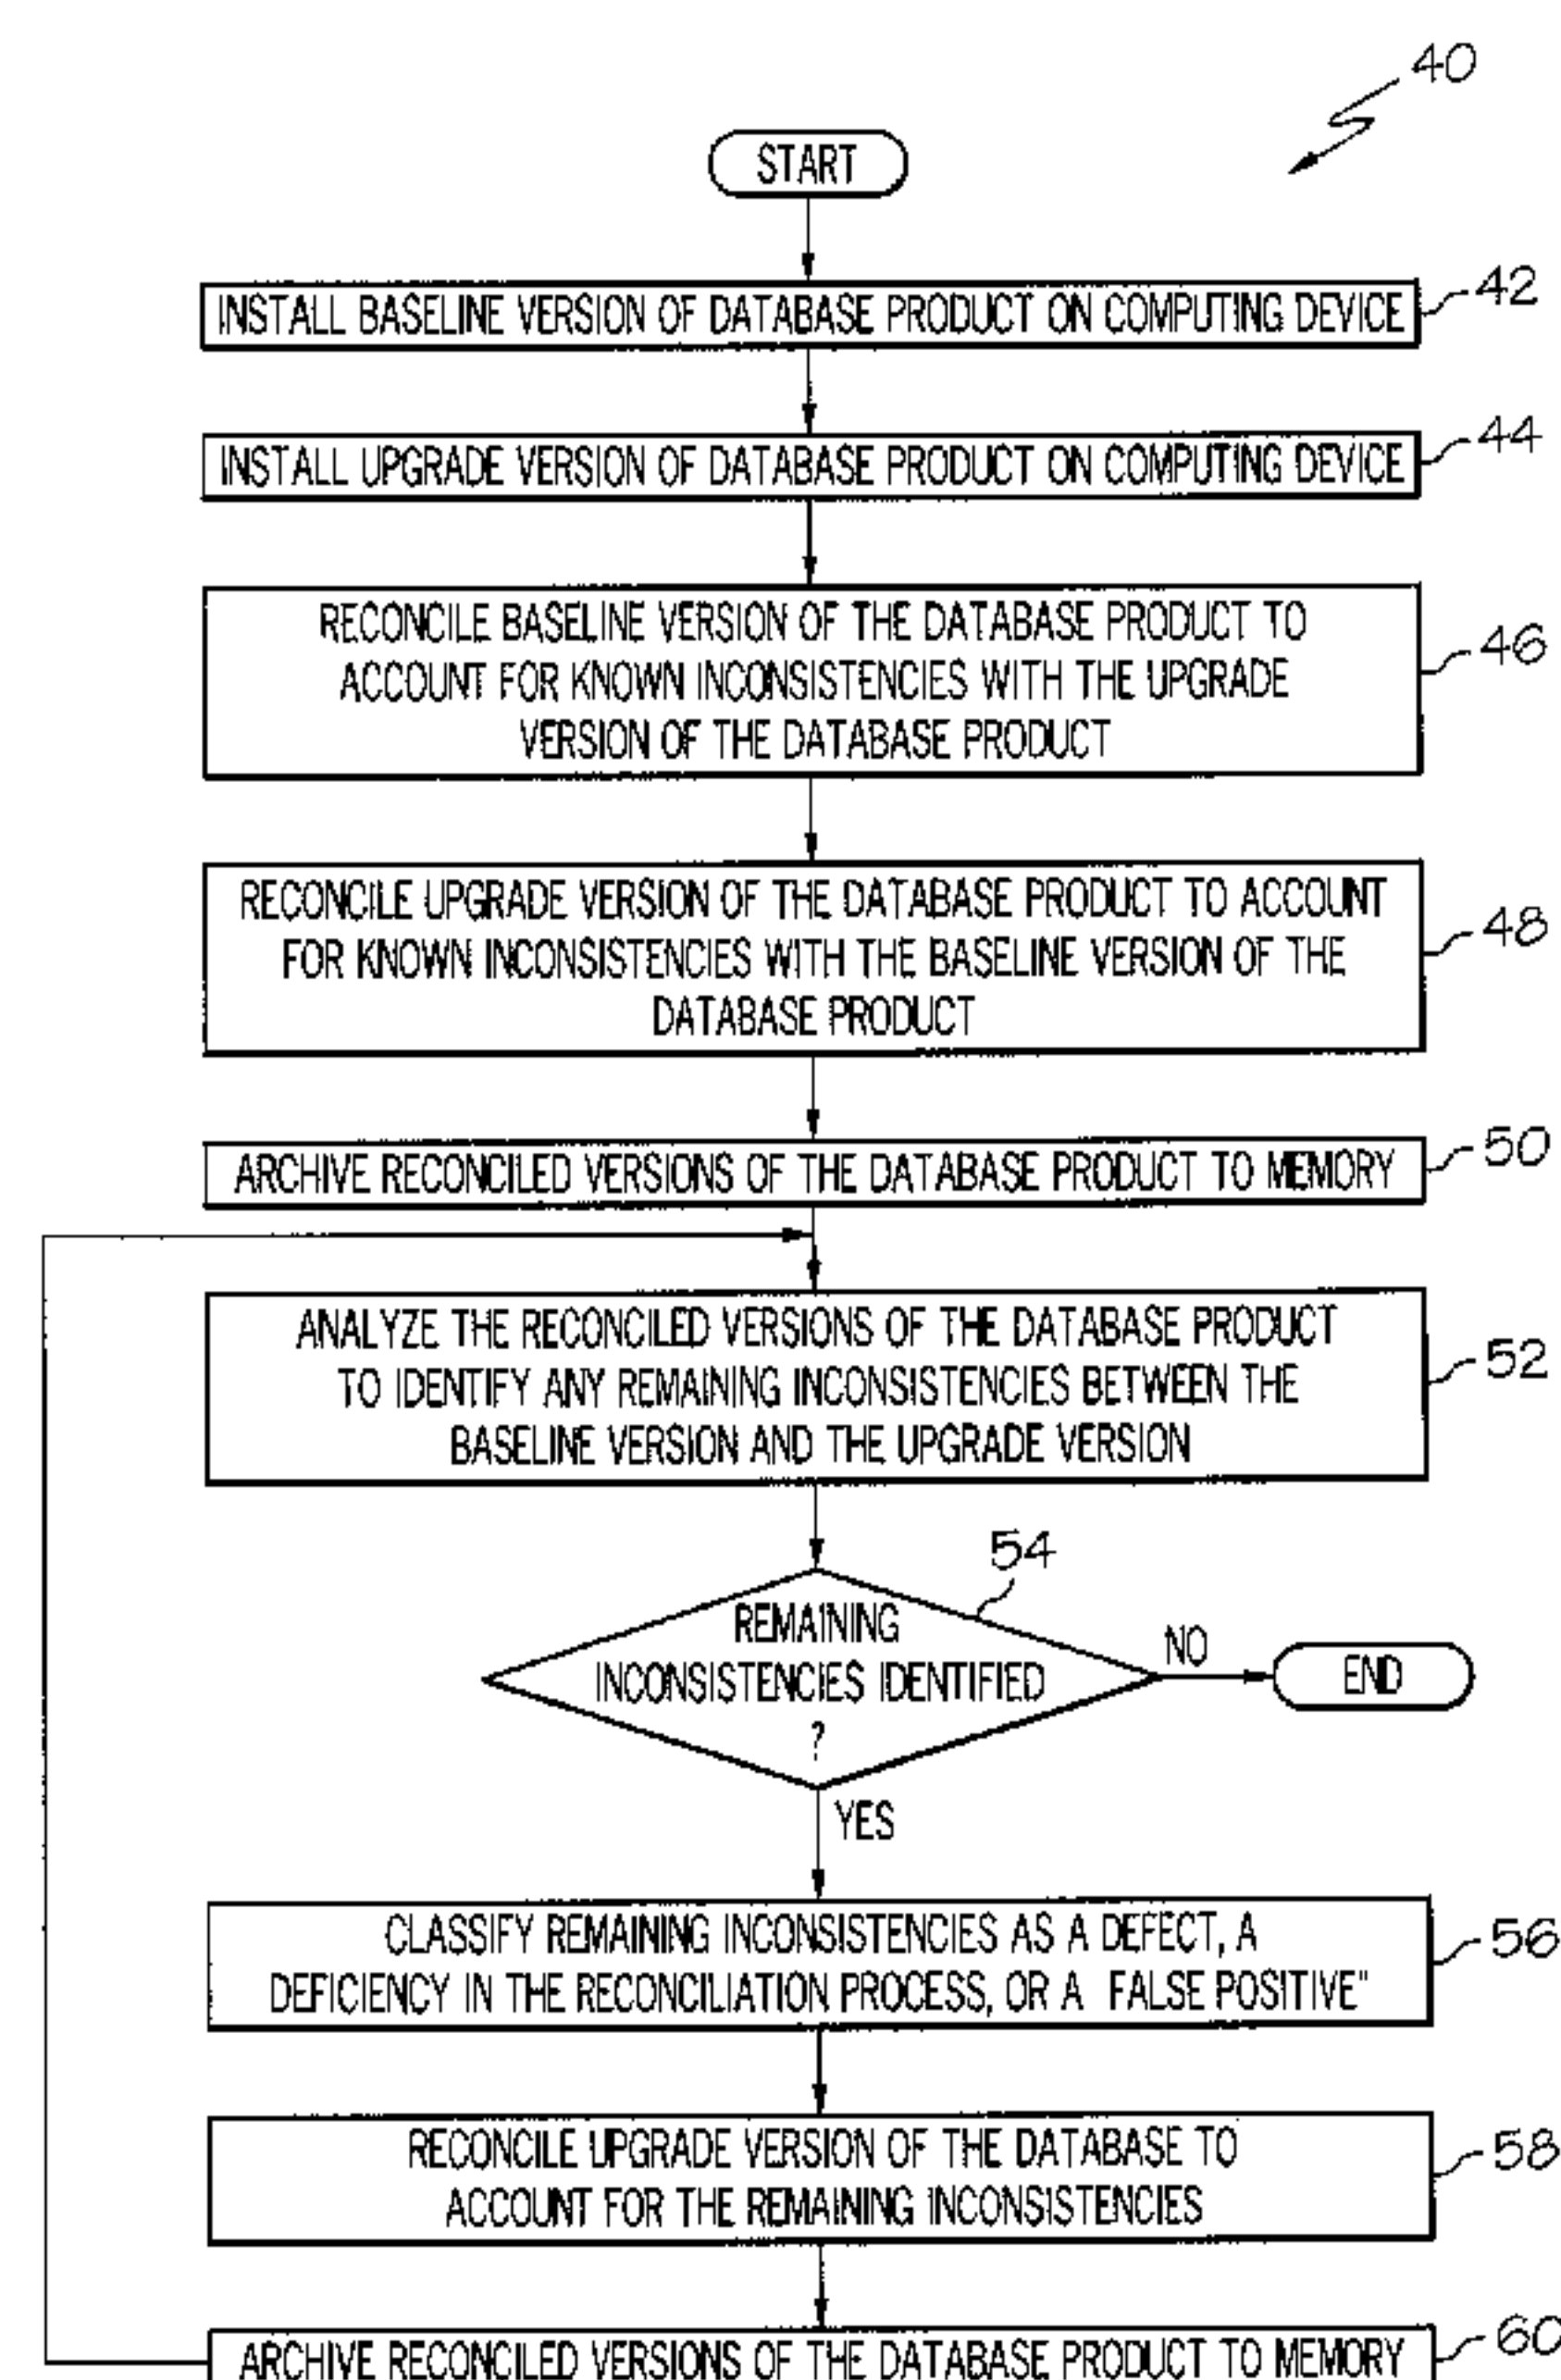 40
START
INSTALL BASELINE VERSION OF DATABASE PRODUCT ON COMPUTING DEVICE
42
INSTALL UPGRADE VERSION OF DATABASE PRODUCT ON COMPUTING DEVICE
44
RECONCILE BASELINE VERSION OF THE DATABASE PRODUCT TO
ACCOUNT FOR KNOWN INCONSISTENCIES WITH THE UPGRADE
VERSION OF THE DATABASE PRODUCT
46
RECONCILE UPGRADE VERSION OF THE DATABASE PRODUCT TO ACCOUNT
FOR KNOWN INCONSISTENCIES WITH THE BASELINE VERSION OF THE
DATABASE PRODUCT
48
ARCHIVE RECONCILED VERSIONS OF THE DATABASE PRODUCT TO MEMORY
50
ANALYZE THE RECONCILED VERSIONS OF THE DATABASE PRODUCT
TO IDENTIFY ANY REMAINING INCONSISTENCIES BETWEEN THE
BASELINE VERSION AND THE UPGRADE VERSION
52
54
REMAINING
INCONSISTENCIES IDENTIFIED
?
NO
END
YES
CLASSIFY REMAINING INCONSISTENCIES AS A DEFECT, A
DEFICIENCY IN THE RECONCILIATION PROCESS, OR A FALSE POSITIVE"
56
RECONCILE UPGRADE VERSION OF THE DATABASE TO
ACCOUNT FOR THE REMAINING INCONSISTENCIES
58
ARCHIVE RECONCILED VERSIONS OF THE DATABASE PRODUCT TO MEMORY
60